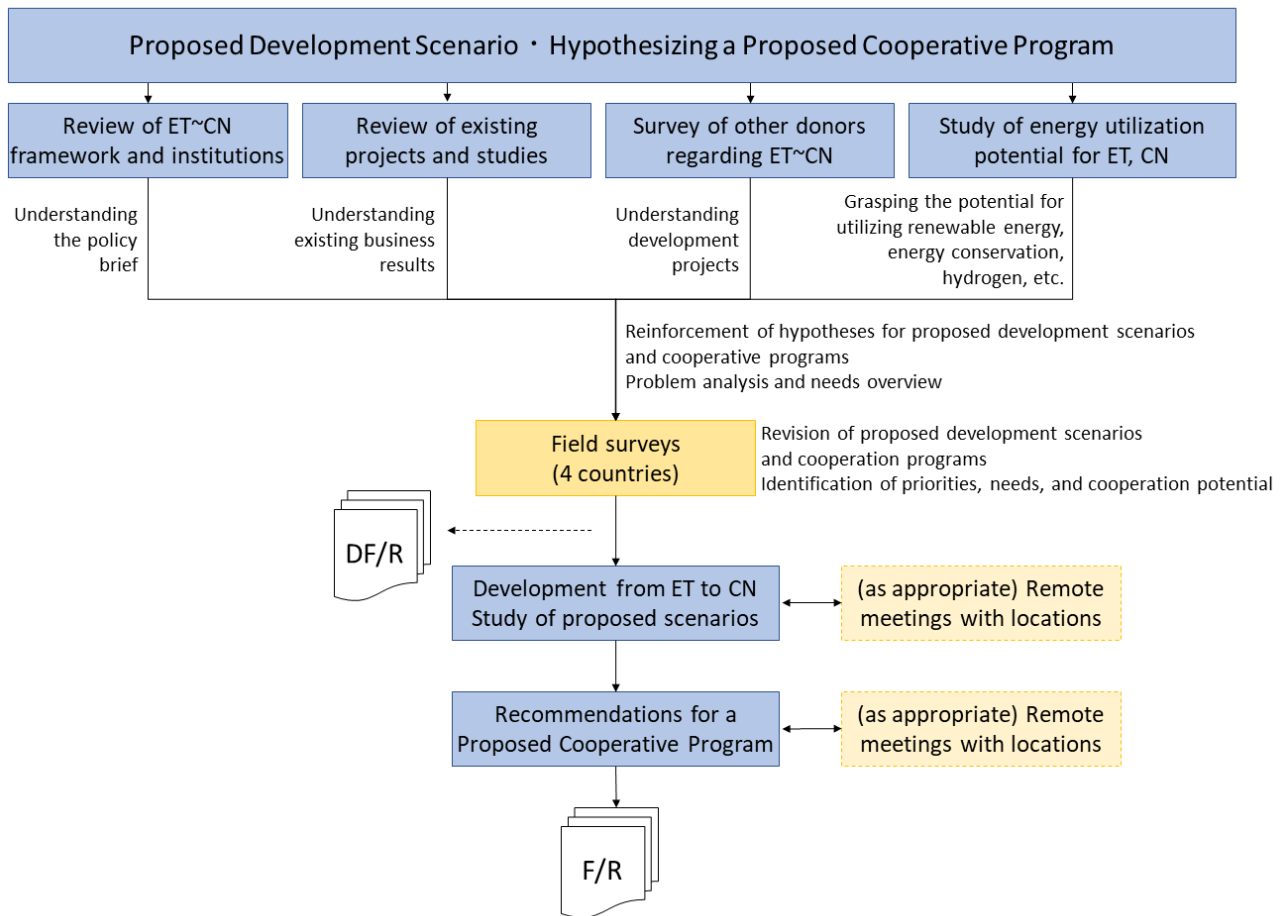 Proposed Development Scenario・Hypothesizing a Proposed Cooperative Program
Review of ET~CN
framework and institutions
Review of existing
projects and studies
Survey of other donors
regarding ET~CN
Study of energy utilization
potential for ET, CN
Understanding
the policy
brief
Understanding
existing business
results
Understanding
development
projects
Grasping the potential for
utilizing renewable energy,
energy conservation,
hydrogen, etc.
Reinforcement of hypotheses for proposed development scenarios
and cooperative programs
Problem analysis and needs overview
Field surveys
(4 countries)
Revision of proposed development scenarios
and cooperation programs
Identification of priorities, needs, and cooperation potential
DF/R
Development from ET to CN
Study of proposed scenarios
(as appropriate) Remote
meetings with locations
Recommendations for a
Proposed Cooperative Program
(as appropriate) Remote
meetings with locations
F/R